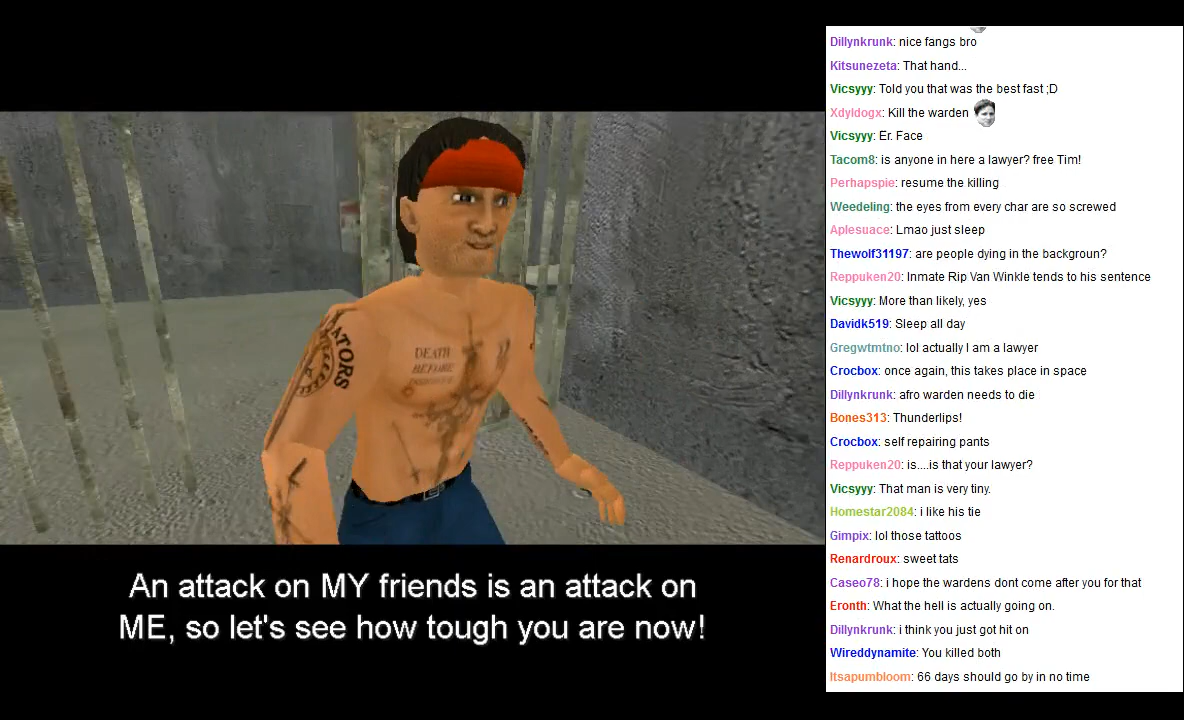 ATORS
DEATH
BEFORE
An attack on MY friends is an attack on
ME, so let's see how tough you are now!
Dillynkrunk: nice fangs bro
Kitsunezeta: That hand...
Vicsyyy: Told you that was the best fast ;D
Xdyldogx: Kill the warden
Vicsyyy: Er. Face
Tacom8: is anyone in here a lawyer? free Tim!
Perhapspie: resume the killing
Weedeling: the eyes from every char are so screwed
Aplesuace: Lmao just sleep
Thewolf31197: are people dying in the backgroun?
Reppuken20: Inmate Rip Van Winkle tends to his sentence
Vicsyyy: More than likely, yes
Davidk519: Sleep all day
Gregwtmtno: lol actually I am a lawyer
Crocbox: once again, this takes place in space
Dillynkrunk: afro warden needs to die
Bones313: Thunderlips!
Crocbox: self repairing pants
Reppuken20: is....is that your lawyer?
Vicsyyy: That man is very tiny.
Homestar2084: i like his tie
Gimpix: lol those tattoos
Renardroux: sweet tats
Caseo78: i hope the wardens dont come after you for that
Eronth: What the hell is actually going on.
Dillynkrunk: i think you just got hit on
Wireddynamite: You killed both
Itsapumbloom: 66 days should go by in no time